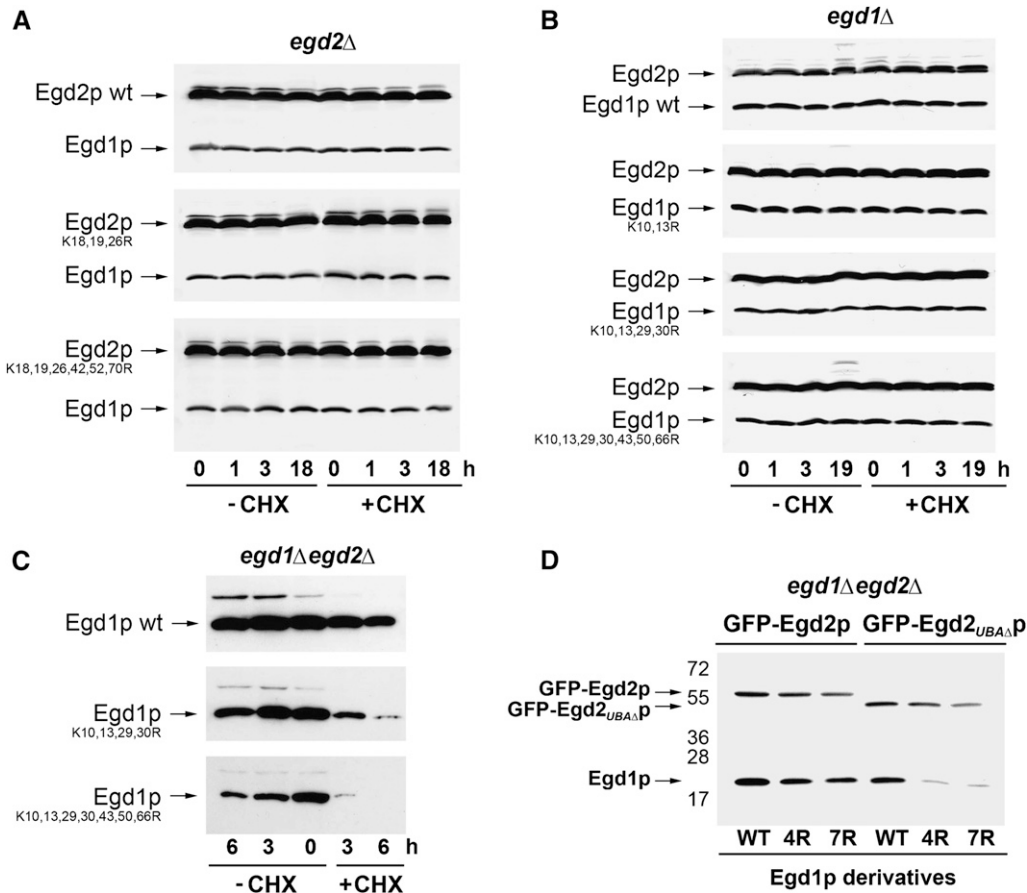 A
egd2Δ
Egd2p wt
Egd1p
Egd2p
K18,19,26R
Egd1p
Egd2p
K18,19,26,42,52,70R
Egd1p
0 1 3 18 0 1 3 18 h
- CHX +CHX
B
egd1Δ
Egd2p
Egd1p wt
Egd2p
Egd1p
K10,13R
Egd2p
Egd1p
K10,13,29,30R
Egd2p
Egd1p
K10,13,29,30,43,50,66R
0 1 3 19 0 1 3 19 h
- CHX +CHX
C
egd1Δegd2Δ
Egd1p wt
Egd1p
K10,13,29,30R
Egd1p
K10,13,29,30,43,50,66R
6 3 0 3 6 h
- CHX +CHX
D
egd1Δegd2Δ
GFP-Egd2p GFP-Egd2UBAΔp
72
GFP-Egd2p 55
GFP-Egd2UBAΔp
36
28
Egd1p
17
WT 4R 7R WT 4R 7R
Egd1p derivatives